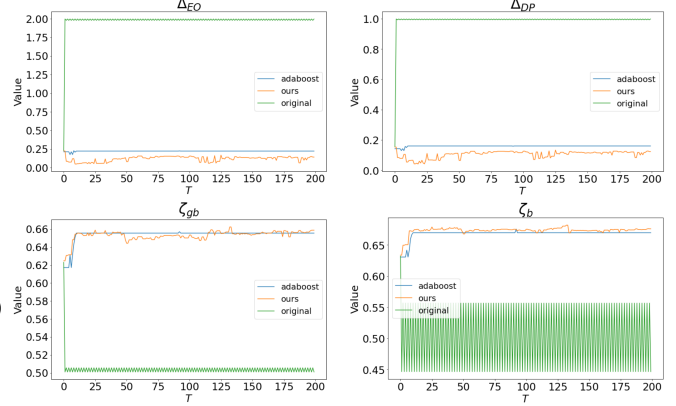 Δ_EO
2.00
1.75
1.50
1.25
1.00
0.75
0.50
0.25
0.00
Value
adaboost
ours
original
0 25 50 75 100 125 150 175 200
T
Δ_DP
1.0
0.8
0.6
0.4
0.2
0.0
Value
adaboost
ours
original
0 25 50 75 100 125 150 175 200
T
ζ_gb
0.66
0.64
0.62
0.60
0.58
0.56
0.54
0.52
0.50
Value
adaboost
ours
original
0 25 50 75 100 125 150 175 200
T
ζ_b
0.65
0.60
0.55
0.50
0.45
Value
adaboost
ours
original
0 25 50 75 100 125 150 175 200
T
)